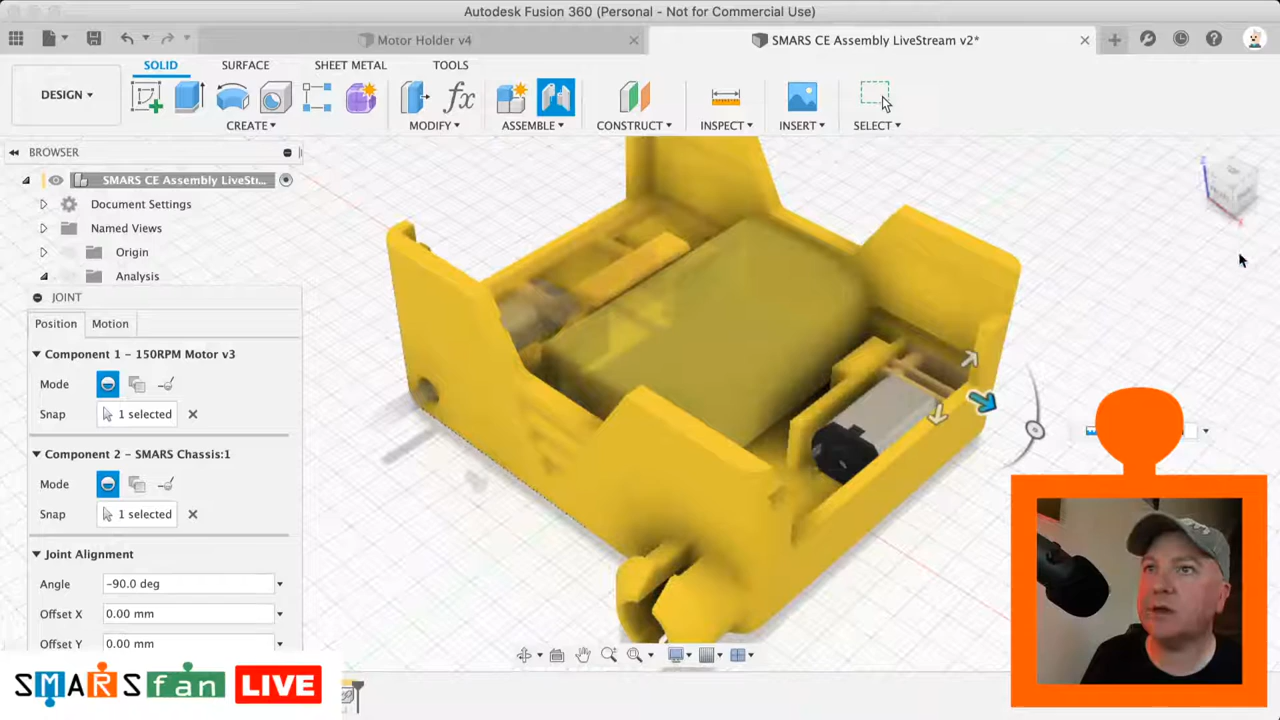 Autodesk Fusion 360 (Personal - Not for Commercial Use)
Motor Holder v4
SMARS CE Assembly LiveStream v2*
DESIGN
SOLID
SURFACE
SHEET METAL
TOOLS
CREATE
MODIFY
ASSEMBLE
CONSTRUCT
INSPECT
INSERT
SELECT
BROWSER
SMARS CE Assembly LiveStr...
Document Settings
Named Views
Origin
Analysis
JOINT
Position
Motion
Component 1 - 150RPM Motor v3
Mode
Snap
1 selected
Component 2 - SMARS Chassis:1
Mode
Snap
1 selected
Joint Alignment
Angle
-90.0 deg
Offset X
0.00 mm
Offset Y
0.00 mm
SMARSfan LIVE